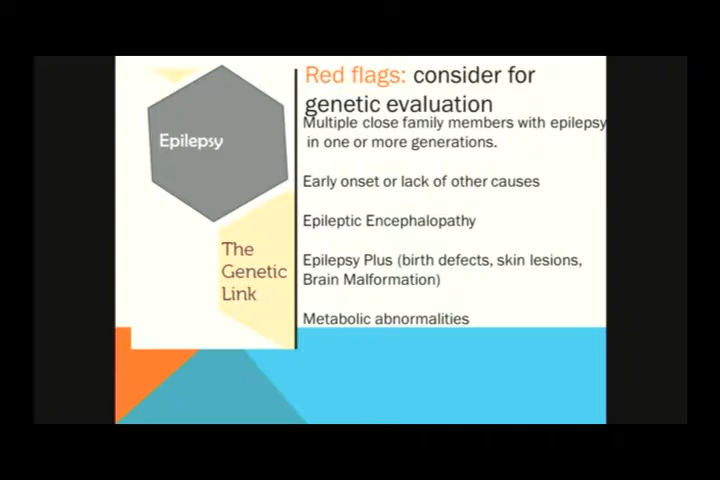 Red flags: consider for
genetic evaluation
Multiple close family members with epilepsy
in one or more generations.
Epilepsy
Early onset or lack of other causes
Epileptic Encephalopathy
The
Genetic
Link
Epilepsy Plus (birth defects, skin lesions,
Brain Malformation)
Metabolic abnormalities